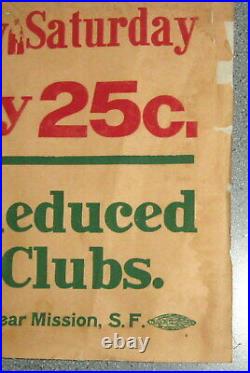 y, Saturday
y 25c.
educed
Clubs.
ear Mission, S. F.